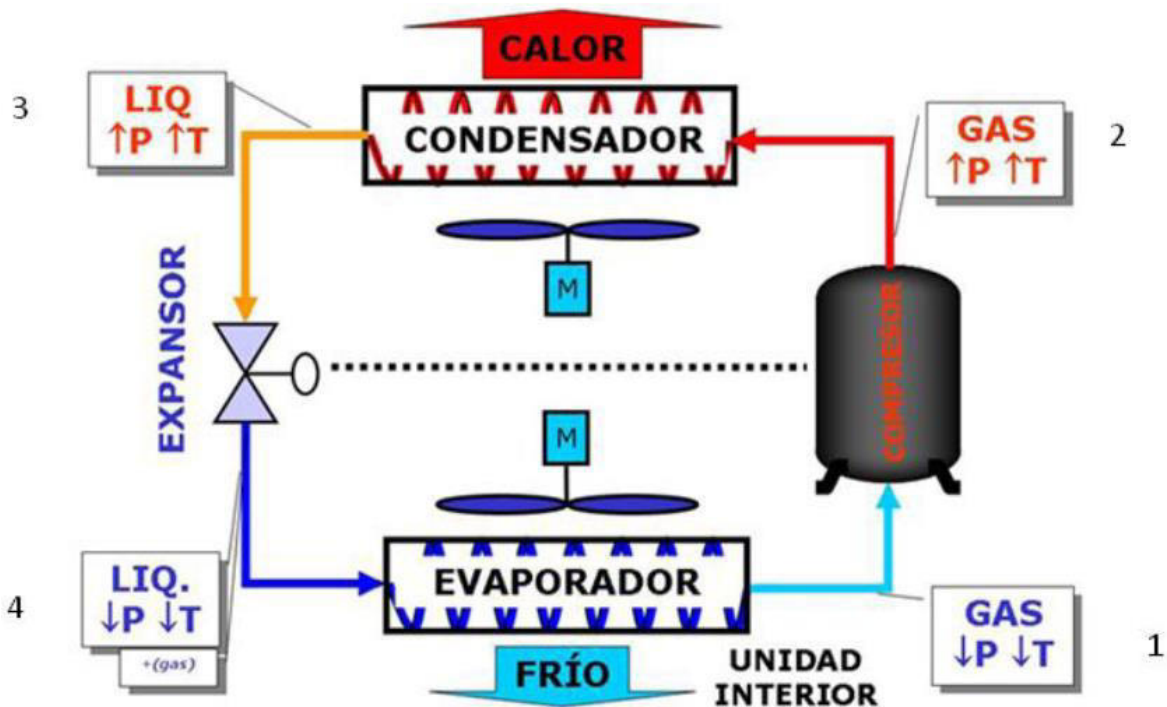 CALOR
3
LIQ
↑P ↑T
CONDENSADOR
GAS
↑P ↑T
2
M
EXPANSOR
COMPRESOR
M
4
LIQ.
↓P ↓T
+(gas)
EVAPORADOR
GAS
↓P ↓T
1
FRÍO
UNIDAD
INTERIOR